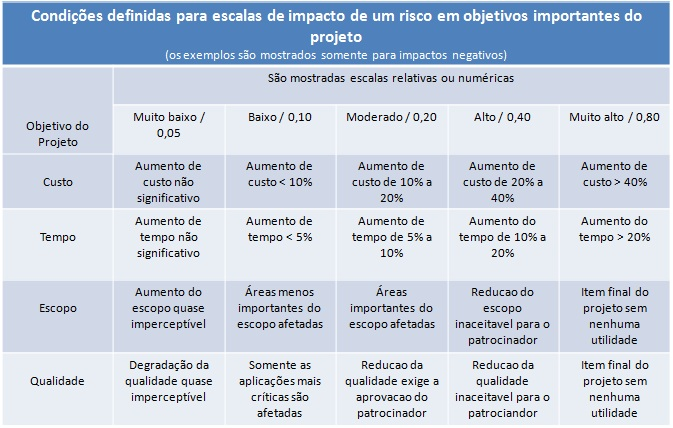 Condições definidas para escalas de impacto de um risco em objetivos importantes do
projeto
(os exemplos são mostrados somente para impactos negativos)
São mostradas escalas relativas ou numéricas
Objetivo do
Projeto
Muito baixo /
0,05
Baixo / 0,10
Moderado / 0,20
Alto / 0,40
Muito alto / 0,80
Custo
Aumento de
custo não
significativo
Aumento de
custo < 10%
Aumento de
custo de 10% a
20%
Aumento de
custo de 20% a
40%
Aumento de
custo > 40%
Tempo
Aumento de
tempo não
significativo
Aumento de
tempo < 5%
Aumento de
tempo de 5% a
10%
Aumento do
tempo de 10% a
20%
Aumento do
tempo > 20%
Escopo
Aumento do
escopo quase
imperceptível
Áreas menos
importantes do
escopo afetadas
Áreas
importantes do
escopo afetadas
Reducao do
escopo
inaceitavel para o
patrocinador
Item final do
projeto sem
nenhuma
utilidade
Qualidade
Degradação da
qualidade quase
imperceptível
Somente as
aplicações mais
críticas são
afetadas
Reducao da
qualidade exige a
aprovacao do
patrocinador
Reducao da
qualidade
inaceitavel para o
patrociandor
Item final do
projeto sem
nenhuma
utilidade